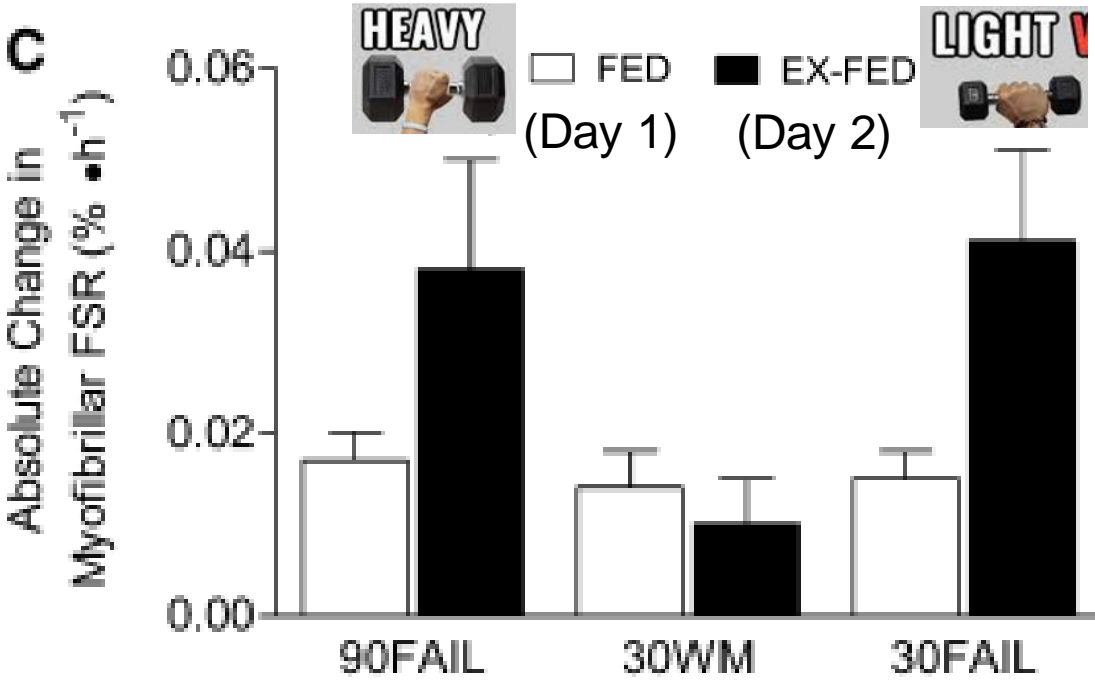 C
HEAVY
FED
EX-FED
LIGHT
(Day 1)
(Day 2)
Absolute Change in
Myofibrillar FSR (% •h⁻¹)
0.06
0.04
0.02
0.00
90FAIL
30WM
30FAIL